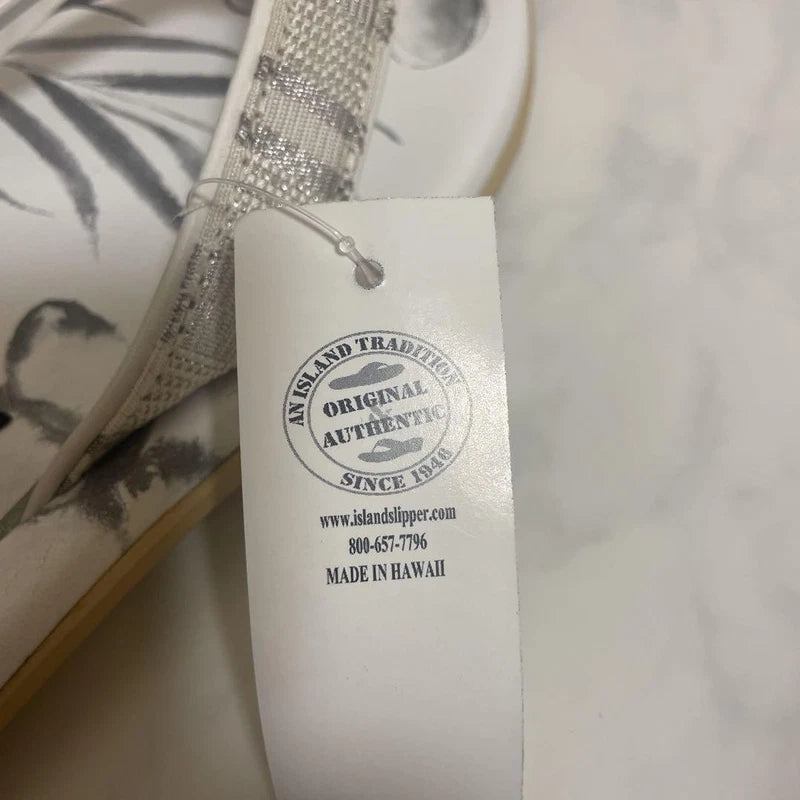 AN ISLAND TRADITION
ORIGINAL
&
AUTHENTIC
SINCE 1946
www.islandslipper.com
800-657-7796
MADE IN HAWAII